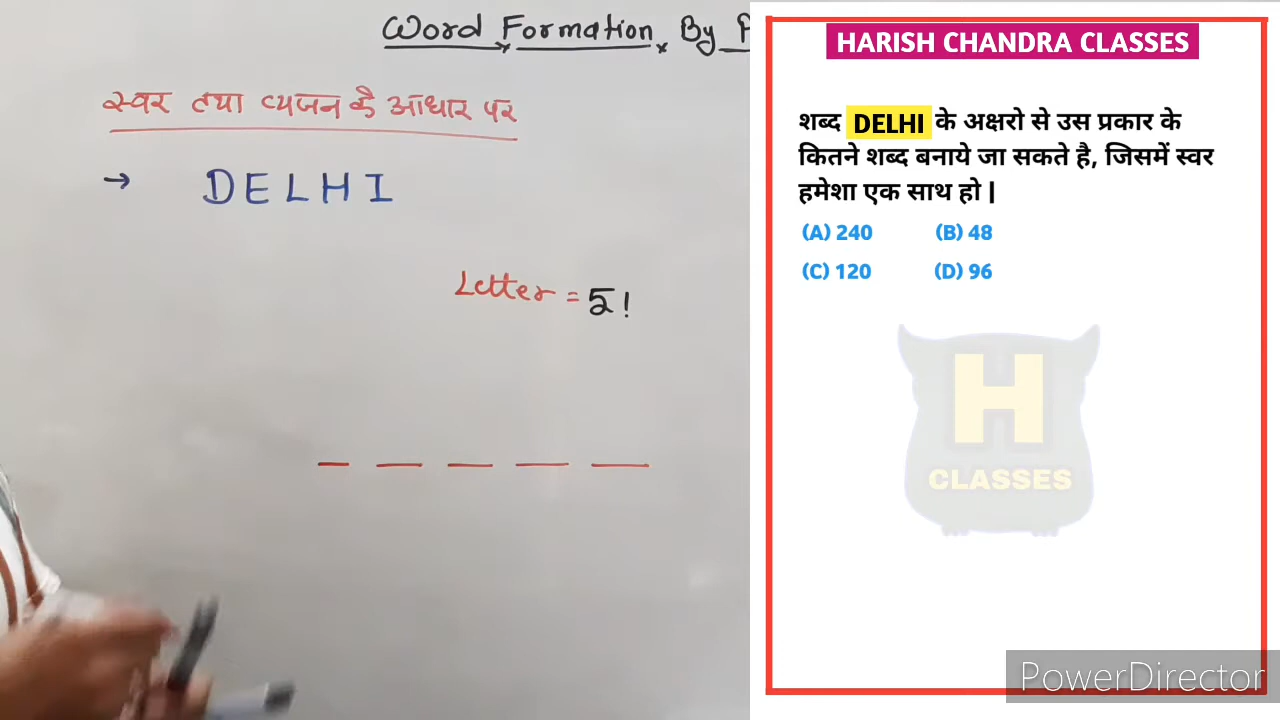 Word Formation By P
स्वर तथा व्यजन के आधार पर
→ DELHI
Letter = 5!
HARISH CHANDRA CLASSES
शब्द DELHI के अक्षरो से उस प्रकार के
कितने शब्द बनाये जा सकते है, जिसमें स्वर
हमेशा एक साथ हो |
(A) 240 (B) 48
(C) 120 (D) 96
H
CLASSES
PowerDirector